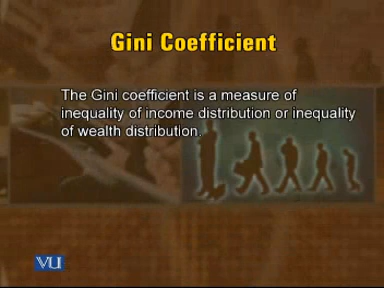 Gini Coefficient
The Gini coefficient is a measure of
inequality of income distribution or inequality
of wealth distribution.
VU